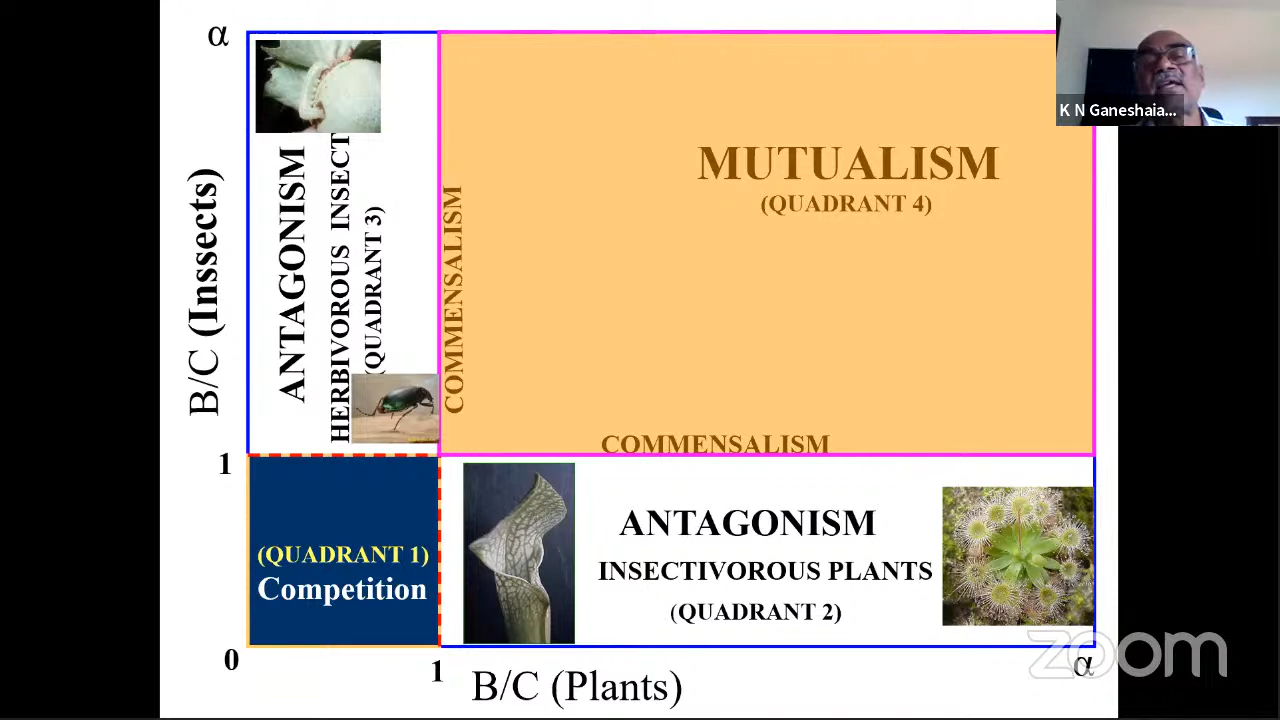 α
K N Ganeshaia...
MUTUALISM
(QUADRANT 4)
ANTAGONISM
HERBIVOROUS INSECT
(QUADRANT 3)
COMMENSALISM
B/C (Inssects)
COMMENSALISM
1
ANTAGONISM
INSECTIVOROUS PLANTS
(QUADRANT 2)
(QUADRANT 1)
Competition
0
1
B/C (Plants)
α
zoom